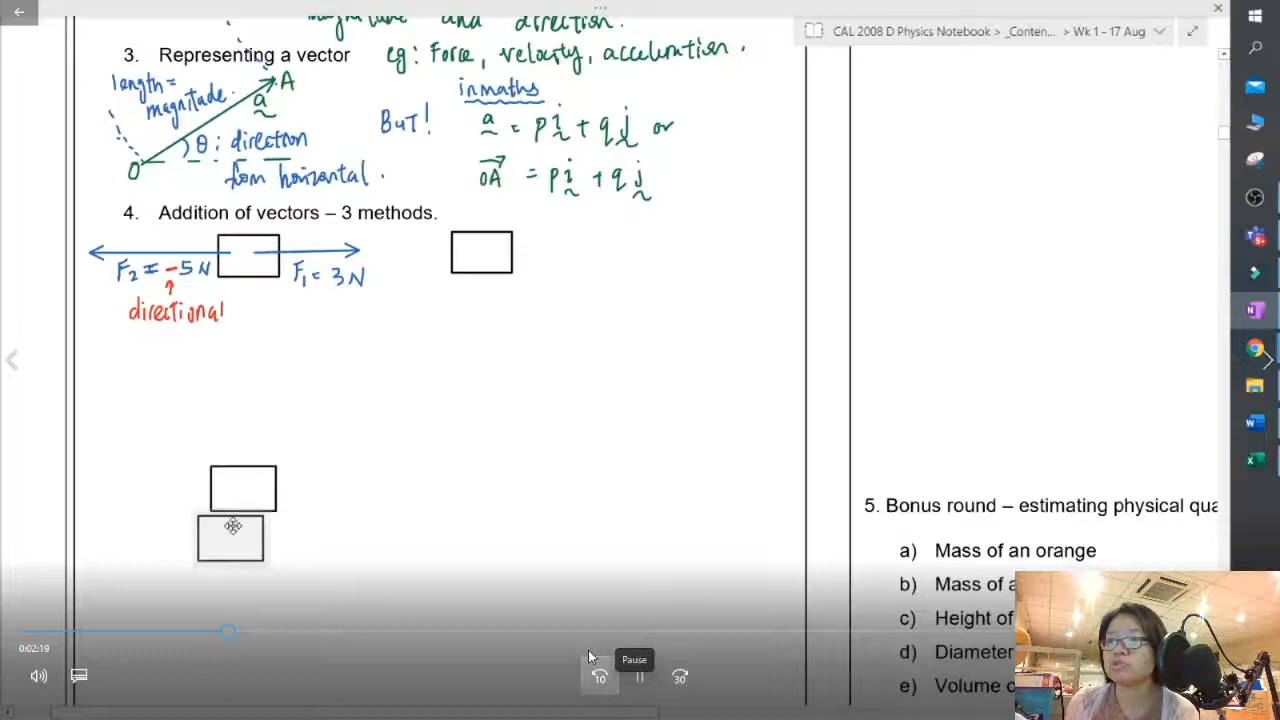 magnitude and direction.
3. Representing a vector
eg: Force, velocity, acceleration.
CAL 2008 D Physics Notebook > _Conten... > Wk 1 - 17 Aug
length =
magnitude.
A
a
in maths
BUT!
a = pi + qj or
θ: direction
from horizontal.
O
OA = pi + qj
4. Addition of vectors – 3 methods.
F2 = -5N
F1 = 3N
directional
5. Bonus round – estimating physical qua
a) Mass of an orange
b) Mass of a
c) Height of
d) Diameter
e) Volume o
0:02:19
Pause
10
30